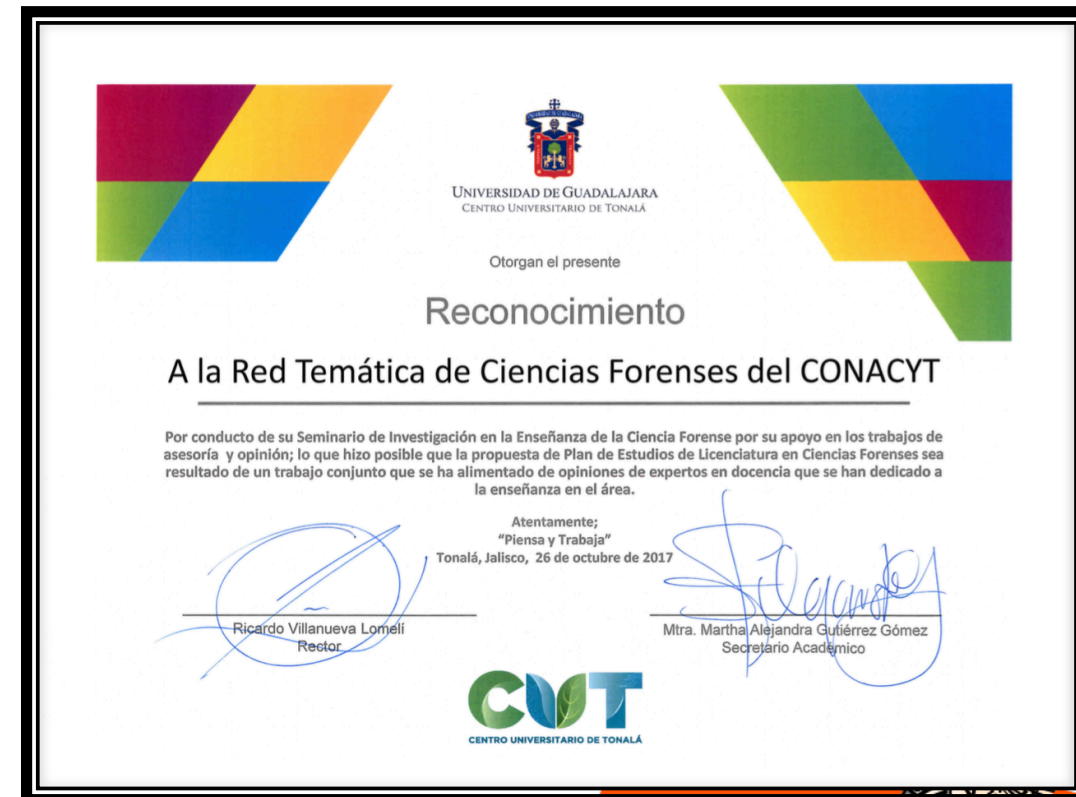 UNIVERSIDAD DE GUADALAJARA
CENTRO UNIVERSITARIO DE TONALÁ
Otorgan el presente
Reconocimiento
A la Red Temática de Ciencias Forenses del CONACYT
Por conducto de su Seminario de Investigación en la Enseñanza de la Ciencia Forense por su apoyo en los trabajos de
asesoría y opinión; lo que hizo posible que la propuesta de Plan de Estudios de Licenciatura en Ciencias Forenses sea
resultado de un trabajo conjunto que se ha alimentado de opiniones de expertos en docencia que se han dedicado a
la enseñanza en el área.
Atentamente;
"Piensa y Trabaja"
Tonalá, Jalisco, 26 de octubre de 2017
Ricardo Villanueva Lomelí
Rector
Mtra. Martha Alejandra Gutiérrez Gómez
Secretario Académico
CUT
CENTRO UNIVERSITARIO DE TONALÁ